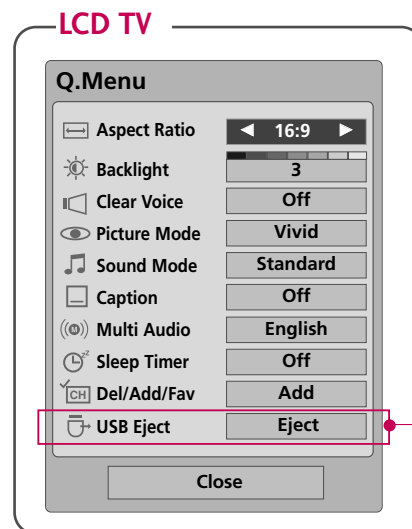 LCD TV
Q.Menu
Aspect Ratio ◀ 16:9 ▶
Backlight 3
Clear Voice Off
Picture Mode Vivid
Sound Mode Standard
Caption Off
Multi Audio English
Sleep Timer Off
CH Del/Add/Fav Add
USB Eject Eject
Close